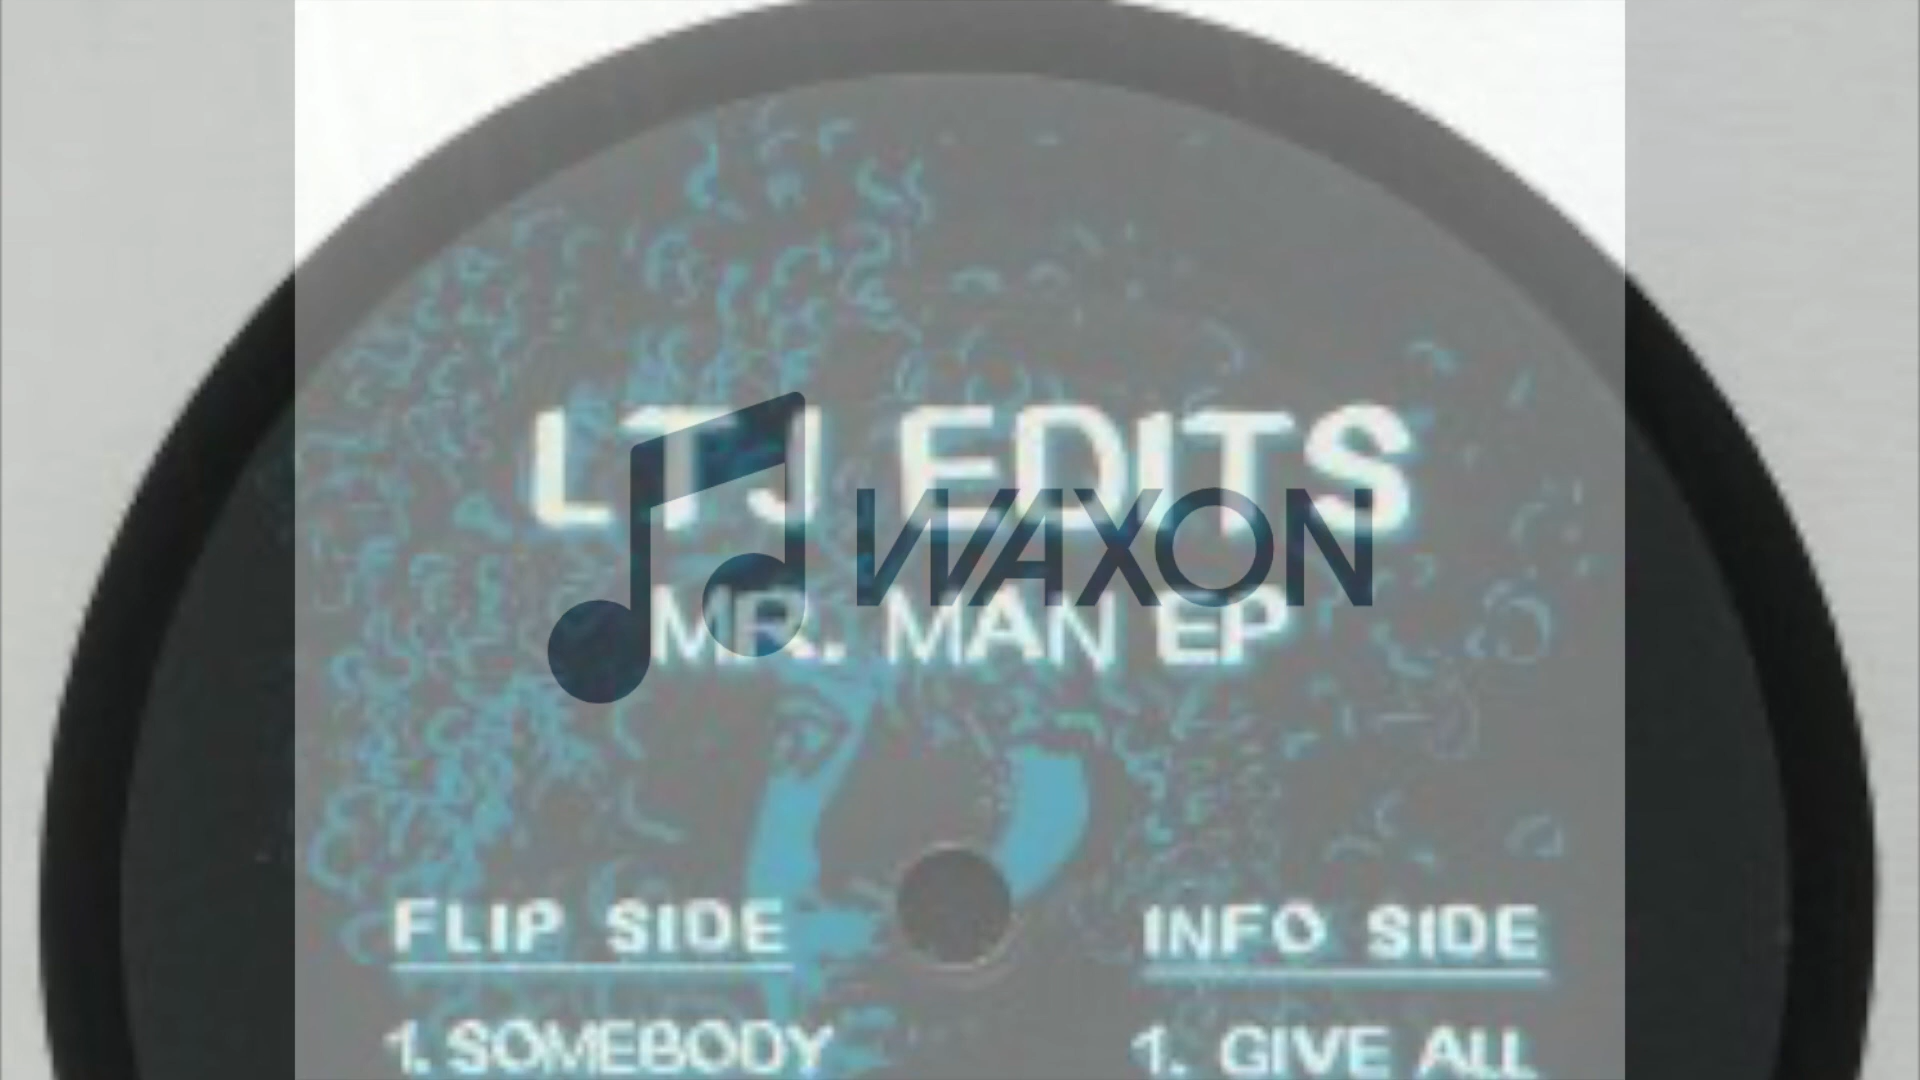 LTJ EDITS
WAXON
MR. MAN EP
FLIP SIDE
INFO SIDE
1. SOMEBODY
1. GIVE ALL